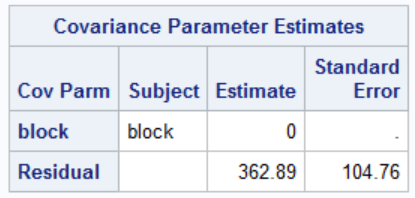 Covariance Parameter Estimates
Cov Parm Subject Estimate Standard Error
block block 0 .
Residual 362.89 104.76